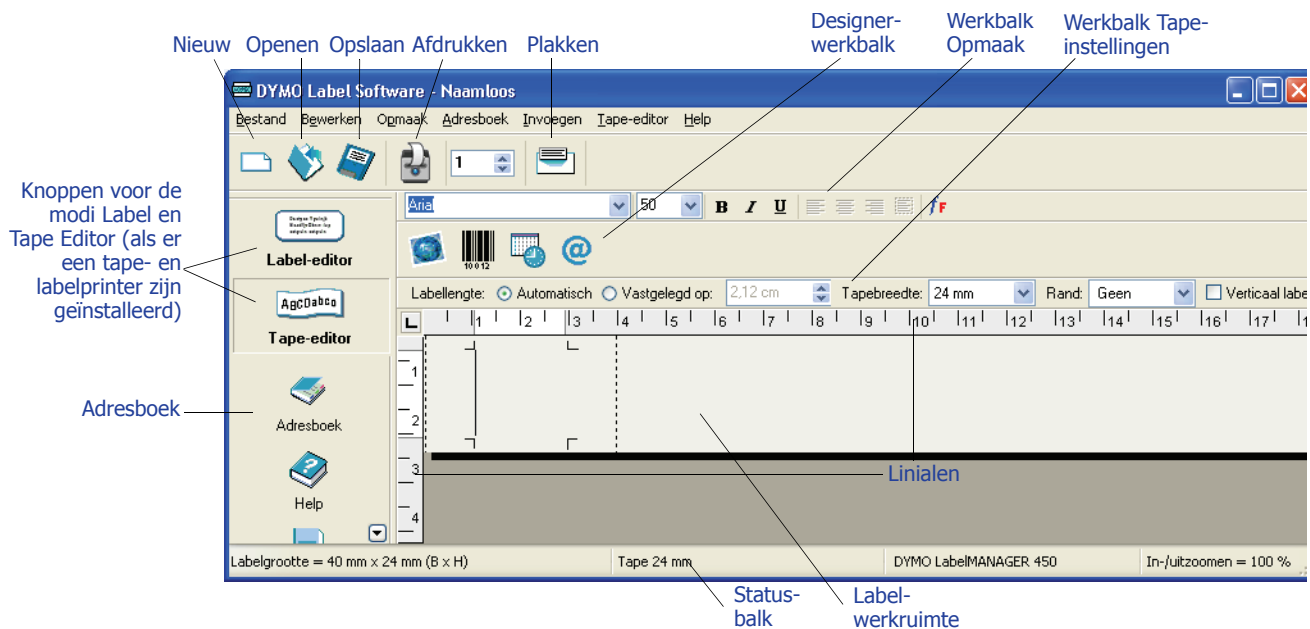 Designer-
werkbalk
Werkbalk
Opmaak
Werkbalk Tape-
instellingen
Nieuw Openen Opslaan Afdrukken Plakken
DYMO Label Software - Naamloos
Bestand Bewerken Opmaak Adresboek Invoegen Tape-editor Help
1
Knoppen voor de
modi Label en
Tape Editor (als er
een tape- en
labelprinter zijn
geïnstalleerd)
Arial 50 B I U F
Label-editor
10 0 12
@
AgCDabco
Tape-editor
Labellengte: Automatisch Vastgelegd op: 2,12 cm Tapebreedte: 24 mm Rand: Geen Verticaal labe
L 1 2 3 4 5 6 7 8 9 10 11 12 13 14 15 16 17 1
1
2
3
4
Adresboek
Adresboek
Help
Linialen
Labelgrootte = 40 mm x 24 mm (B x H) Tape 24 mm DYMO LabelMANAGER 450 In-/uitzoomen = 100 %
Status-
balk
Label-
werkruimte